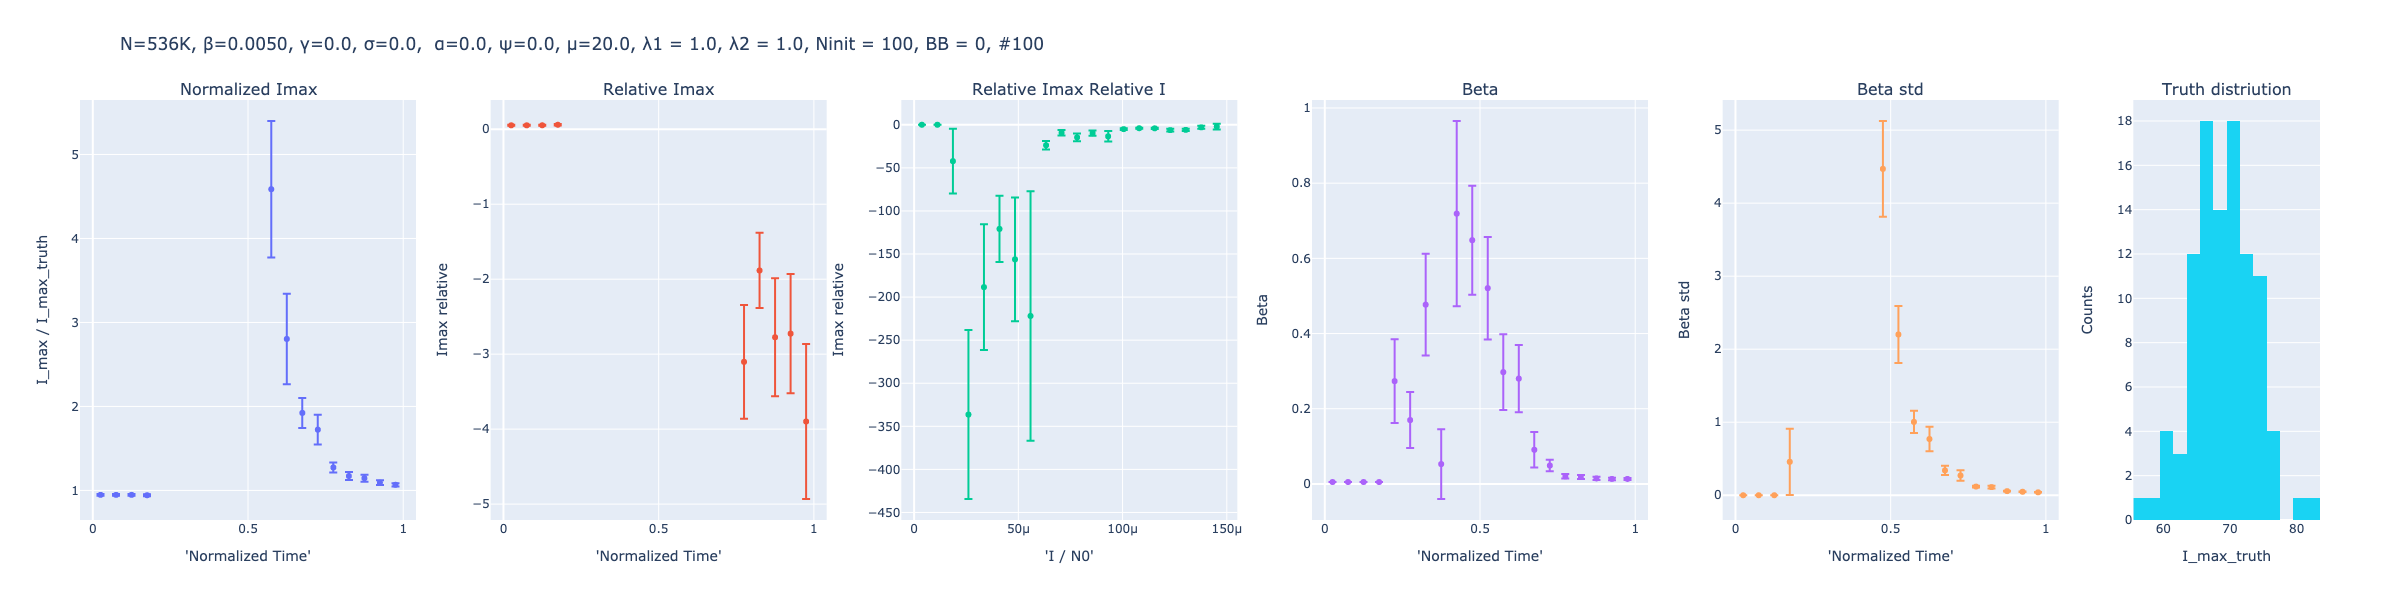 N=536K, β=0.0050, γ=0.0, σ=0.0,  α=0.0, ψ=0.0, μ=20.0, λ1 = 1.0, λ2 = 1.0, Ninit = 100, BB = 0, #100
Normalized Imax
Relative Imax
Relative Imax Relative I
Beta
Beta std
Truth distriution
I_max / I_max_truth
5
4
3
2
1
0
0.5
1
'Normalized Time'
Imax relative
0
−1
−2
−3
−4
−5
0
0.5
1
'Normalized Time'
Imax relative
0
−50
−100
−150
−200
−250
−300
−350
−400
−450
0
50μ
100μ
150μ
'I / N0'
Beta
1
0.8
0.6
0.4
0.2
0
0
0.5
1
'Normalized Time'
Beta std
5
4
3
2
1
0
0
0.5
1
'Normalized Time'
Counts
18
16
14
12
10
8
6
4
2
0
60
70
80
I_max_truth